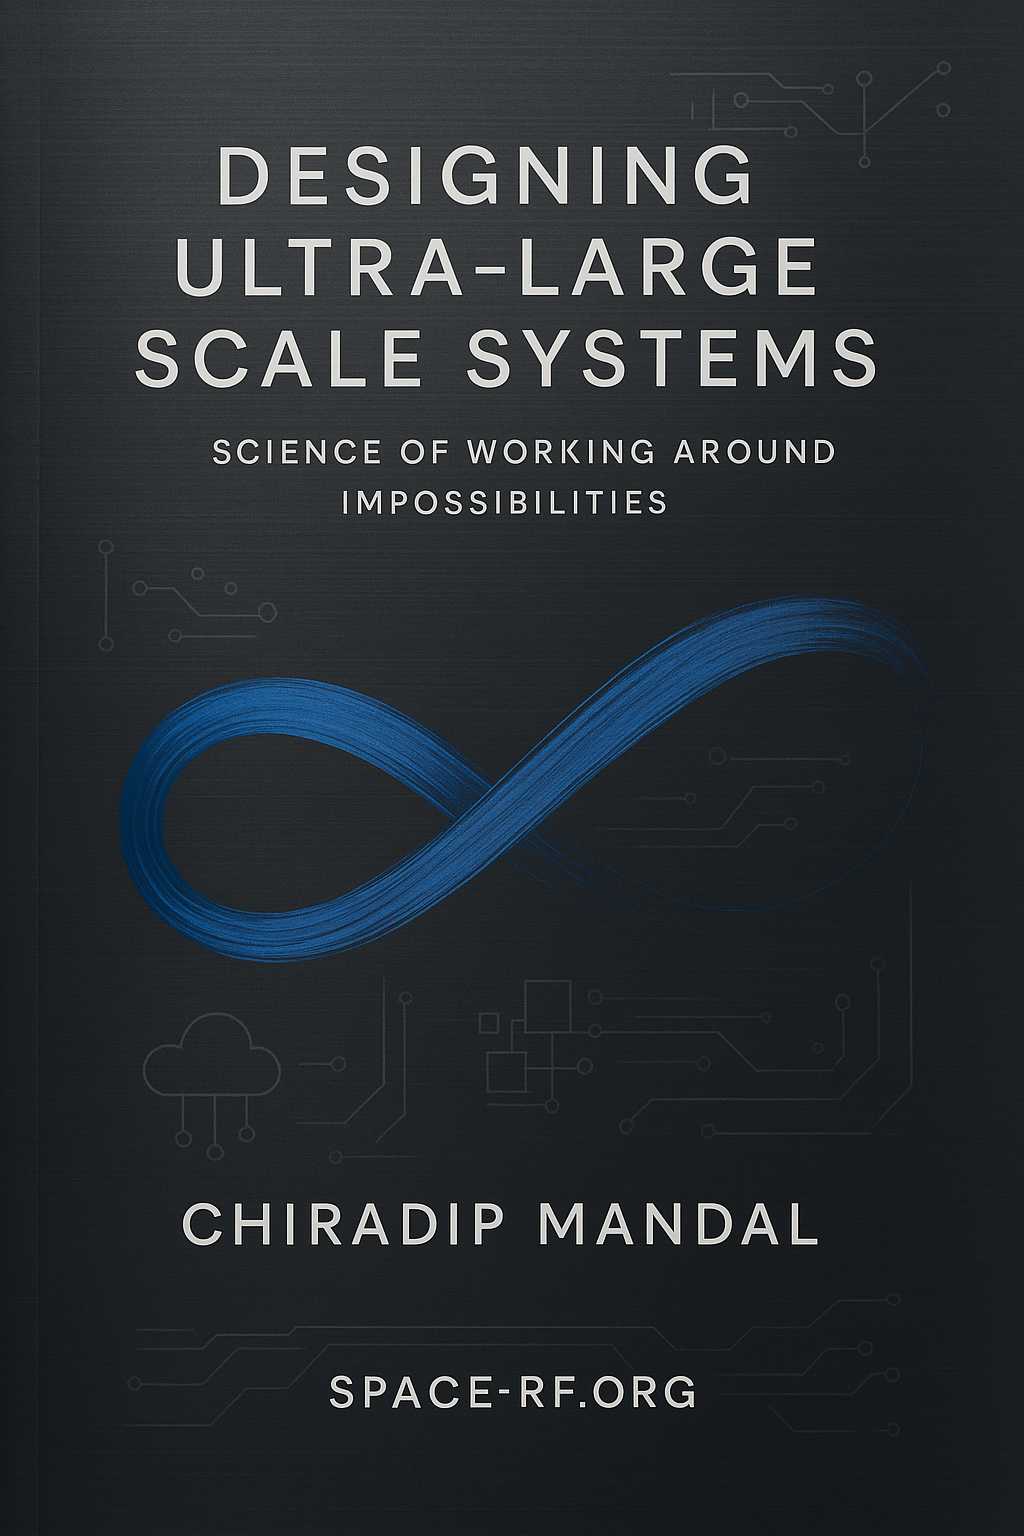 DESIGNING
ULTRA-LARGE
SCALE SYSTEMS
SCIENCE OF WORKING AROUND
IMPOSSIBILITIES
CHIRADIP MANDAL
SPACE-RF.ORG